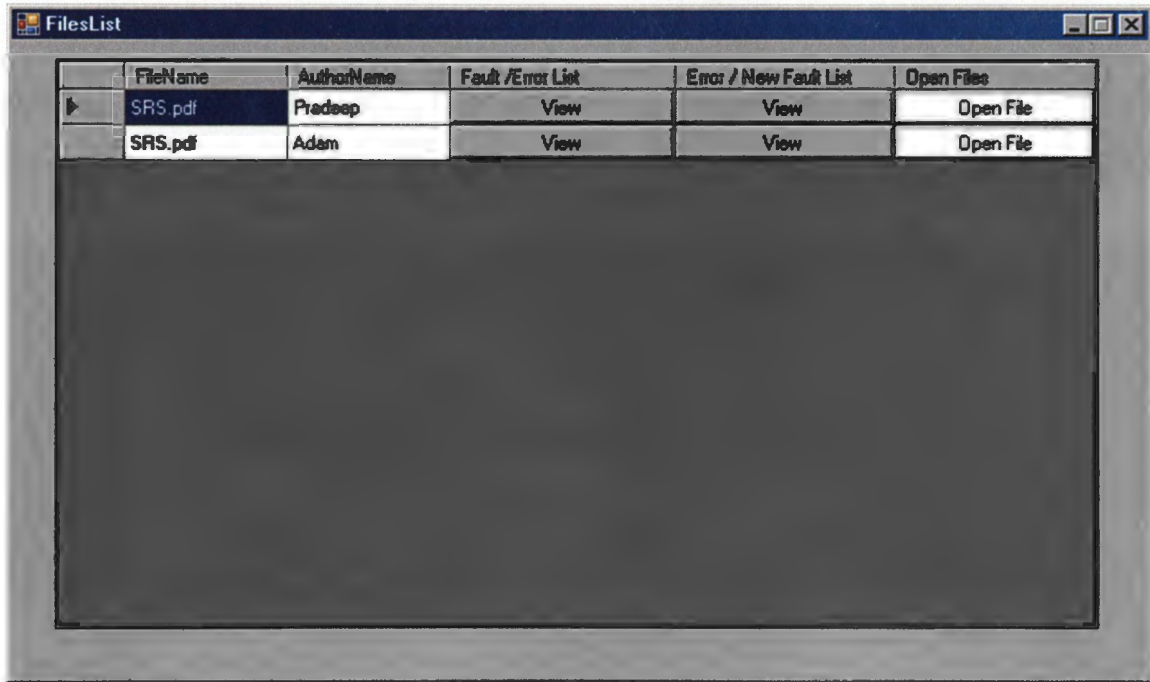 FilesList
FileName AuthorName Fault /Error List Error / New Fault List Open Files
SRS.pdf Pradeep View View Open File
SRS.pdf Adam View View Open File